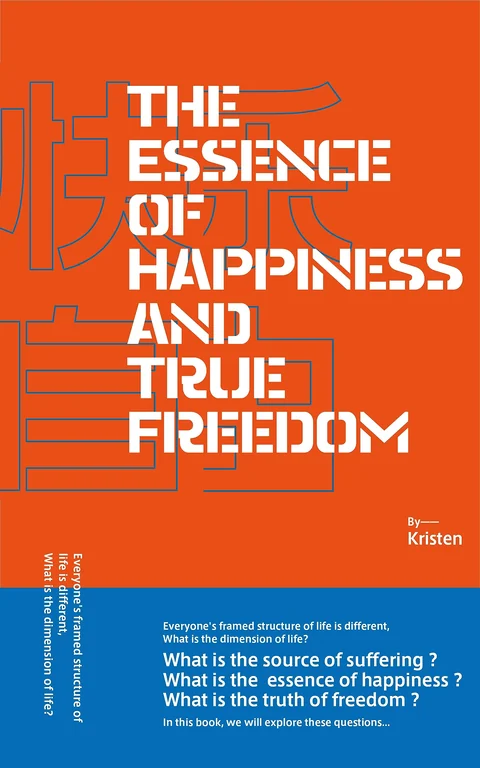 快乐
THE
ESSENCE
OF
HAPPINESS
AND
TRUE
FREEDOM
By——
Kristen
Everyone's framed structure of
life is different,
What is the dimension of life?
Everyone's framed structure of life is different,
What is the dimension of life?
What is the source of suffering ?
What is the  essence of happiness ?
What is the truth of freedom ?
In this book, we will explore these questions...